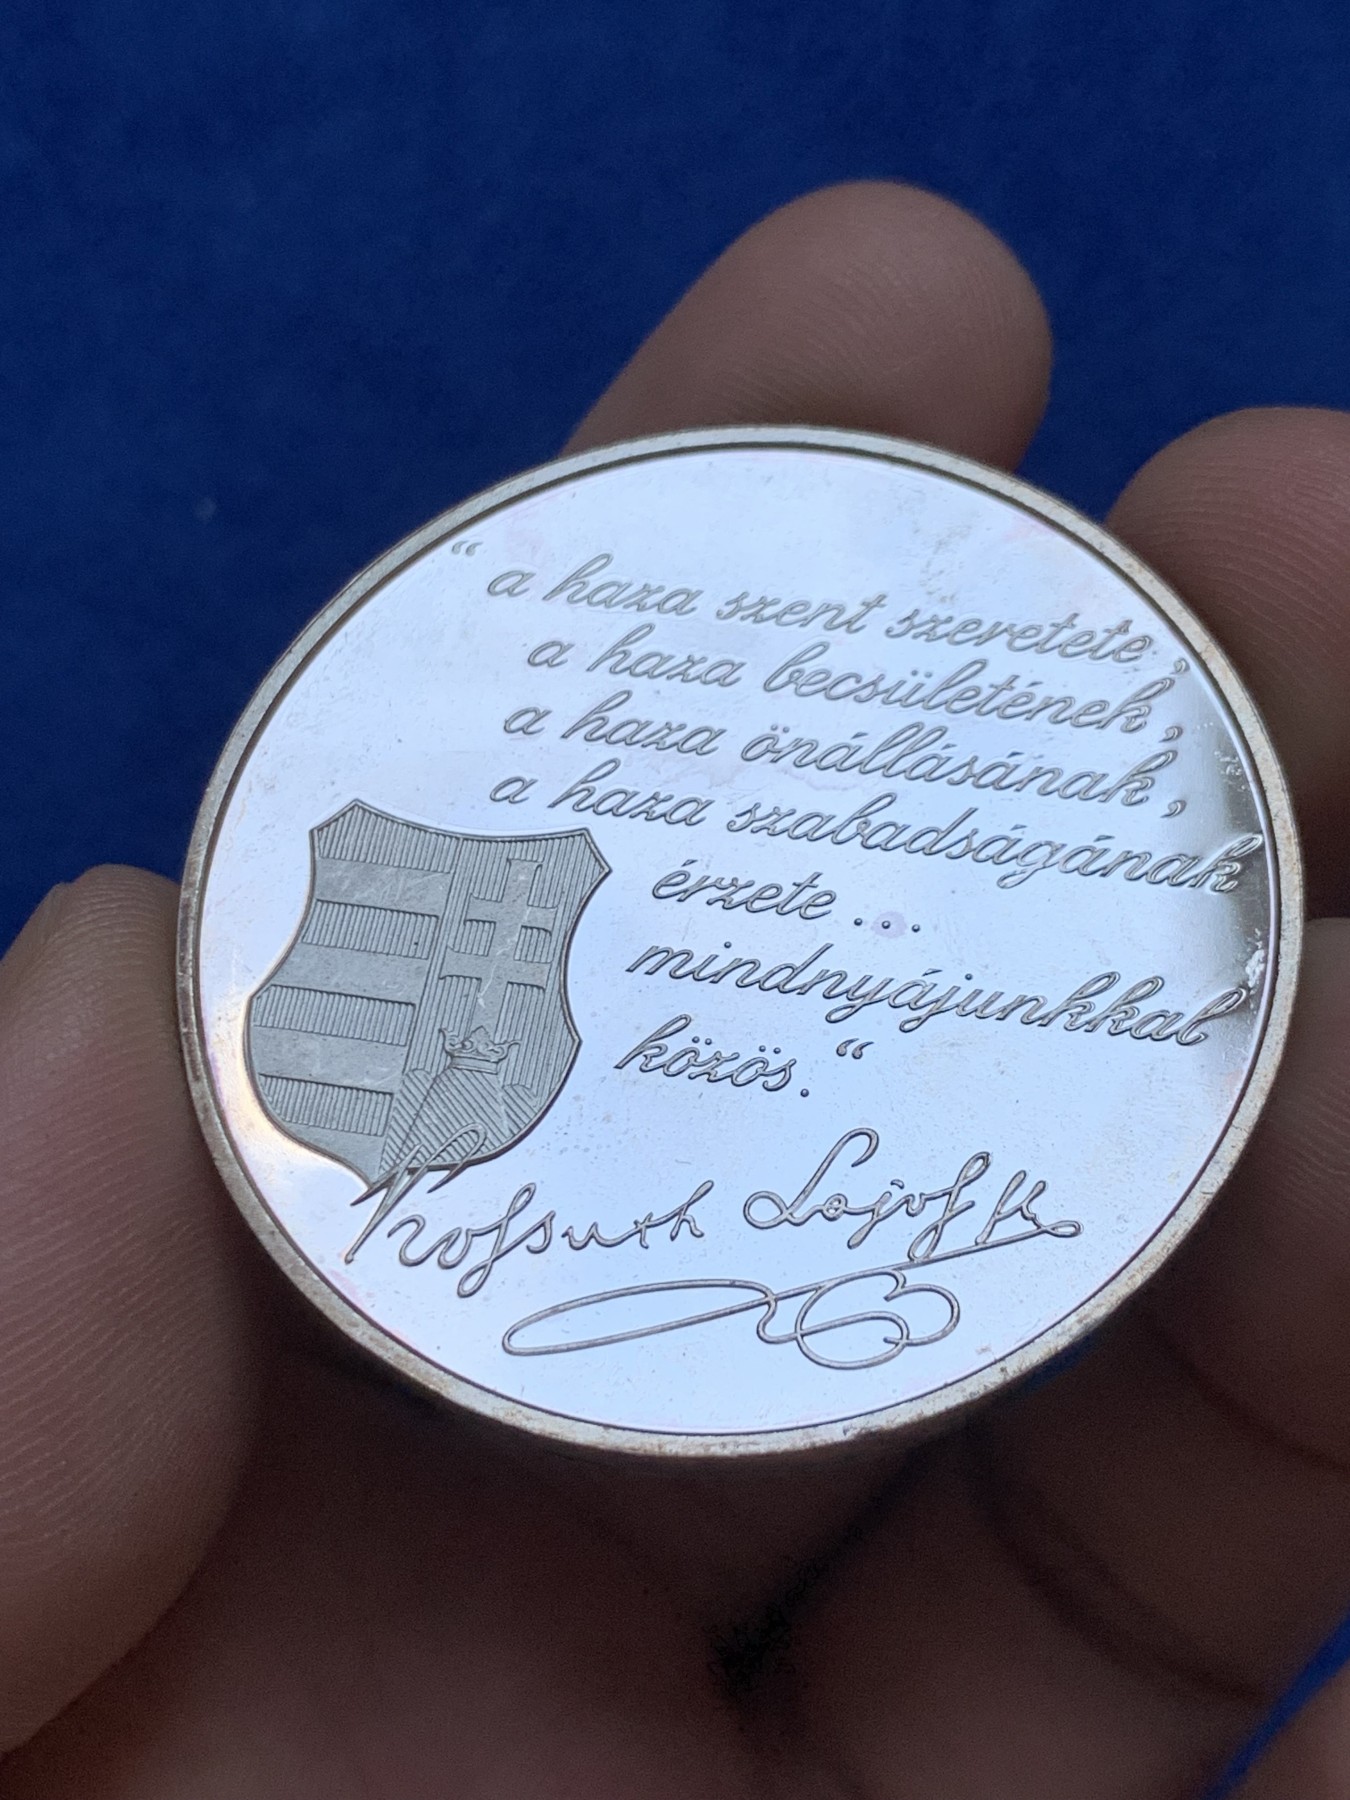 “ a haza szent szeretete,
a haza becsületének,
a haza önállásának,
a haza szabadságának
érzete...
mindnyájunkkal
közös.“
Kossuth Lajos